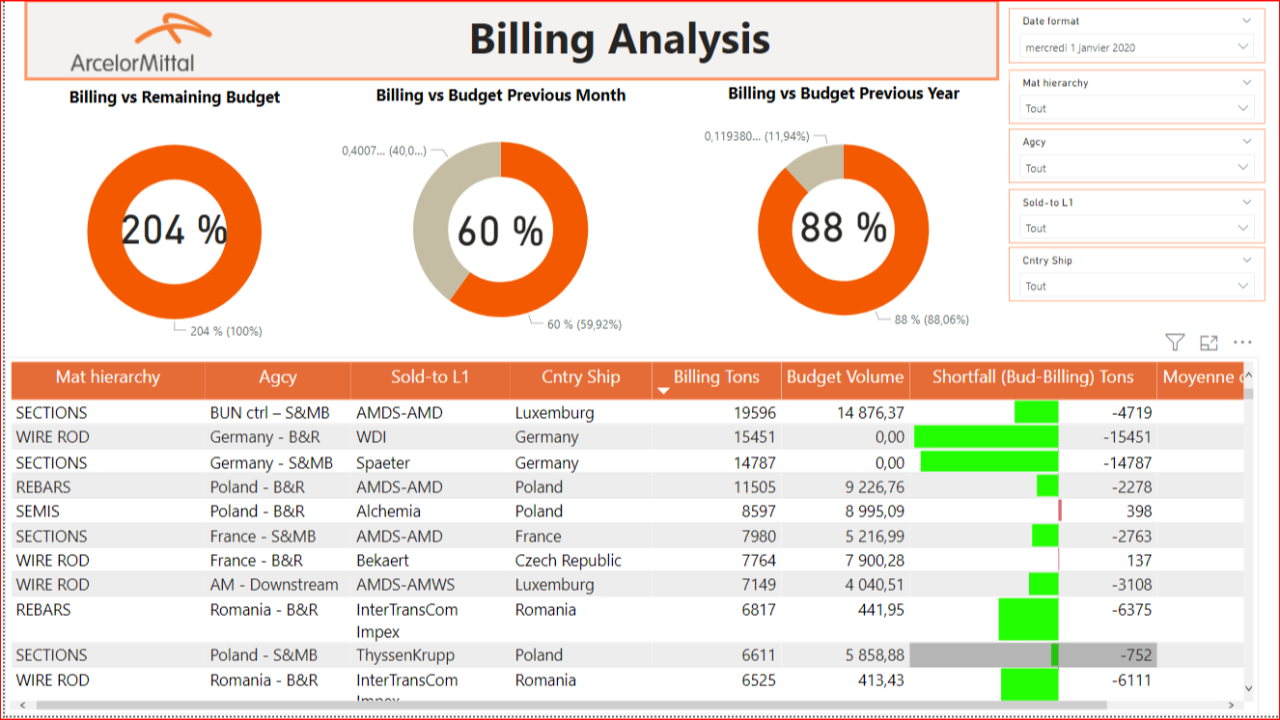 ArcelorMittal
Billing Analysis
Date format
mercredi 1 janvier 2020
Mat hierarchy
Tout
Agcy
Tout
Sold-to L1
Tout
Cntry Ship
Tout
Billing vs Remaining Budget
204 %
204 % (100%)
Billing vs Budget Previous Month
0,4007... (40,0...)
60 %
60 % (59,92%)
Billing vs Budget Previous Year
0,119380... (11,94%)
88 %
88 % (88,06%)
Mat hierarchy Agcy Sold-to L1 Cntry Ship Billing Tons Budget Volume Shortfall (Bud-Billing) Tons Moyenne
SECTIONS BUN ctrl – S&MB AMDS-AMD Luxemburg 19596 14 876,37 -4719
WIRE ROD Germany - B&R WDI Germany 15451 0,00 -15451
SECTIONS Germany - S&MB Spaeter Germany 14787 0,00 -14787
REBARS Poland - B&R AMDS-AMD Poland 11505 9 226,76 -2278
SEMIS Poland - B&R Alchemia Poland 8597 8 995,09 398
SECTIONS France - S&MB AMDS-AMD France 7980 5 216,99 -2763
WIRE ROD France - B&R Bekaert Czech Republic 7764 7 900,28 137
WIRE ROD AM - Downstream AMDS-AMWS Luxemburg 7149 4 040,51 -3108
REBARS Romania - B&R InterTransCom Romania 6817 441,95 -6375
Impex
SECTIONS Poland - S&MB ThyssenKrupp Poland 6611 5 858,88 -752
WIRE ROD Romania - B&R InterTransCom Romania 6525 413,43 -6111